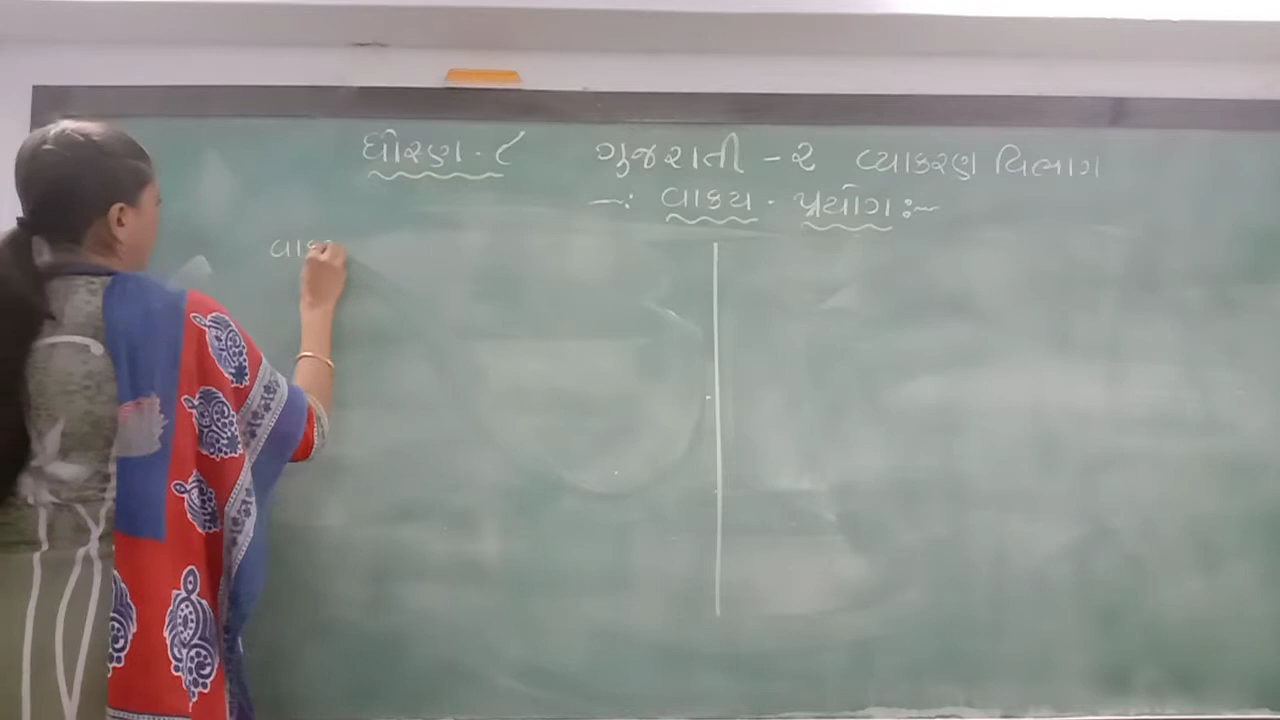 ધોરણ - ૮ ગુજરાતી - ૨ વ્યાકરણ વિભાગ
-: વાક્ય - પ્રયોગ :-
વાક